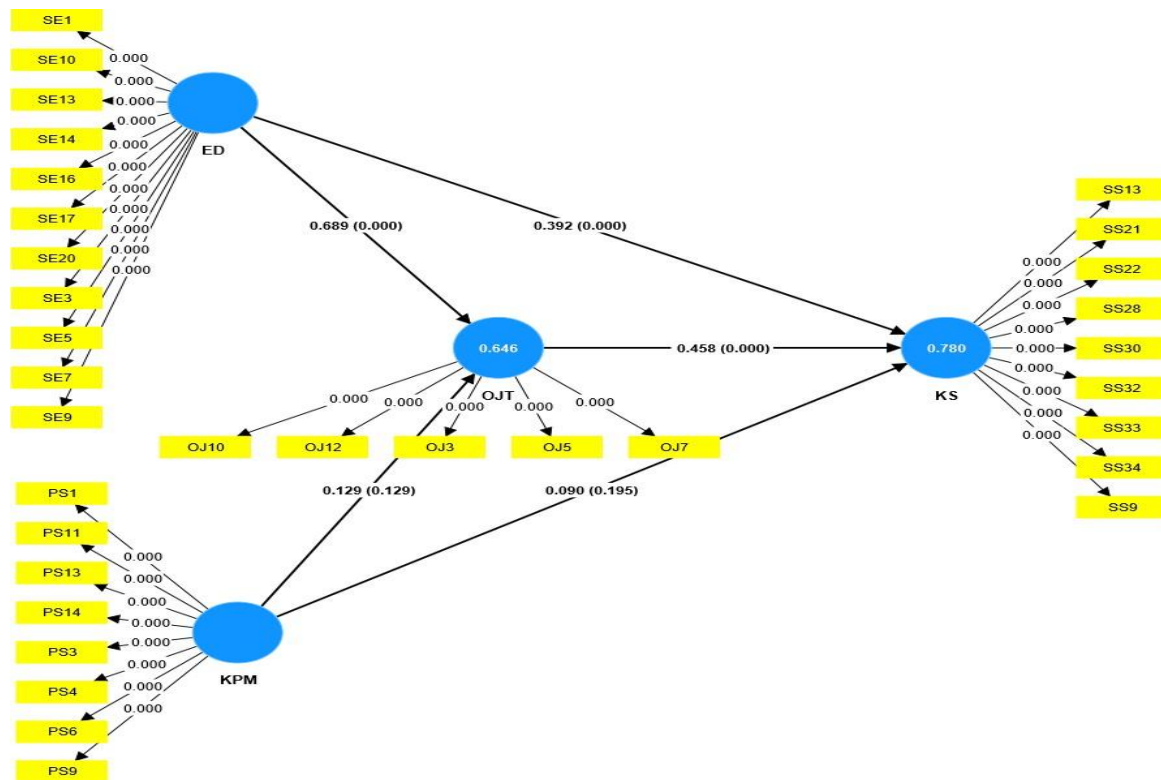 SE1
SE10
SE13
SE14
SE16
SE17
SE20
SE3
SE5
SE7
SE9
0.000
0.000
0.000
0.000
0.000
0.000
0.000
0.000
0.000
0.000
0.000
ED
0.689 (0.000)
0.392 (0.000)
0.646
OJT
0.458 (0.000)
0.780
KS
0.000
0.000
0.000
0.000
0.000
OJ10
OJ12
OJ3
OJ5
OJ7
0.129 (0.129)
0.090 (0.195)
SS13
SS21
SS22
SS28
SS30
SS32
SS33
SS34
SS9
0.000
0.000
0.000
0.000
0.000
0.000
0.000
0.000
0.000
PS1
PS11
PS13
PS14
PS3
PS4
PS6
PS9
0.000
0.000
0.000
0.000
0.000
0.000
0.000
0.000
KPM